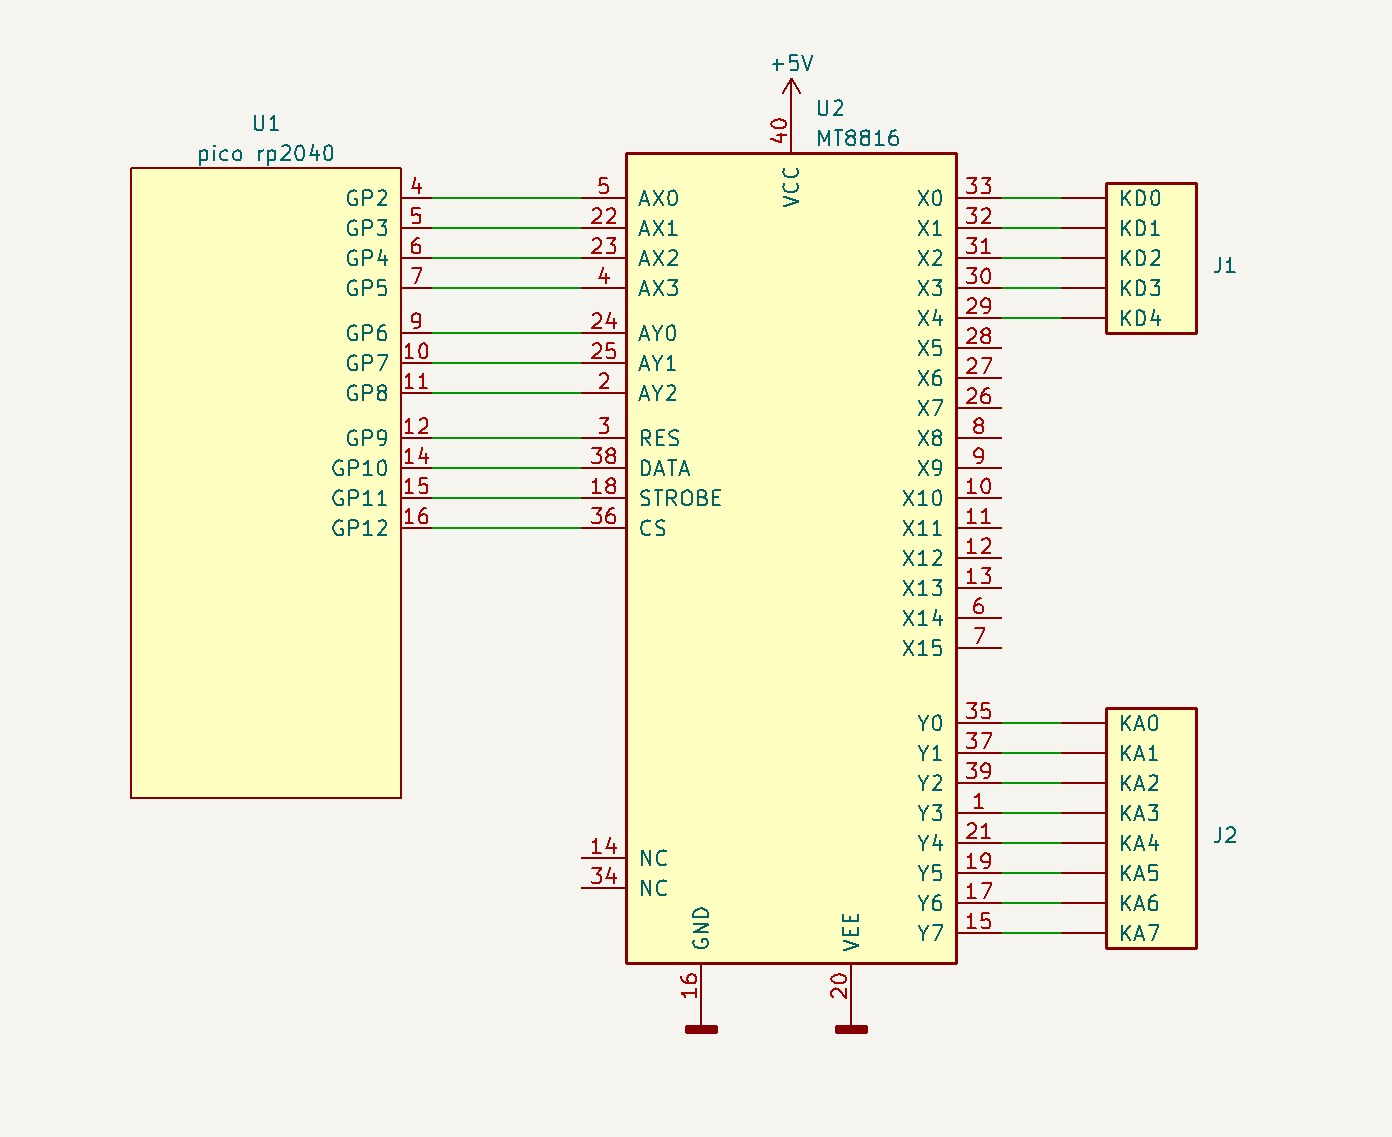 +5V
U1
pico rp2040
GP2 4
GP3 5
GP4 6
GP5 7
GP6 9
GP7 10
GP8 11
GP9 12
GP10 14
GP11 15
GP12 16
U2
MT8816
40
VCC
5 AX0
22 AX1
23 AX2
4 AX3
24 AY0
25 AY1
2 AY2
3 RES
38 DATA
18 STROBE
36 CS
14 NC
34 NC
GND
16
VEE
20
X0 33
X1 32
X2 31
X3 30
X4 29
X5 28
X6 27
X7 26
X8 8
X9 9
X10 10
X11 11
X12 12
X13 13
X14 6
X15 7
Y0 35
Y1 37
Y2 39
Y3 1
Y4 21
Y5 19
Y6 17
Y7 15
KD0
KD1
KD2
KD3
KD4
J1
KA0
KA1
KA2
KA3
KA4
KA5
KA6
KA7
J2